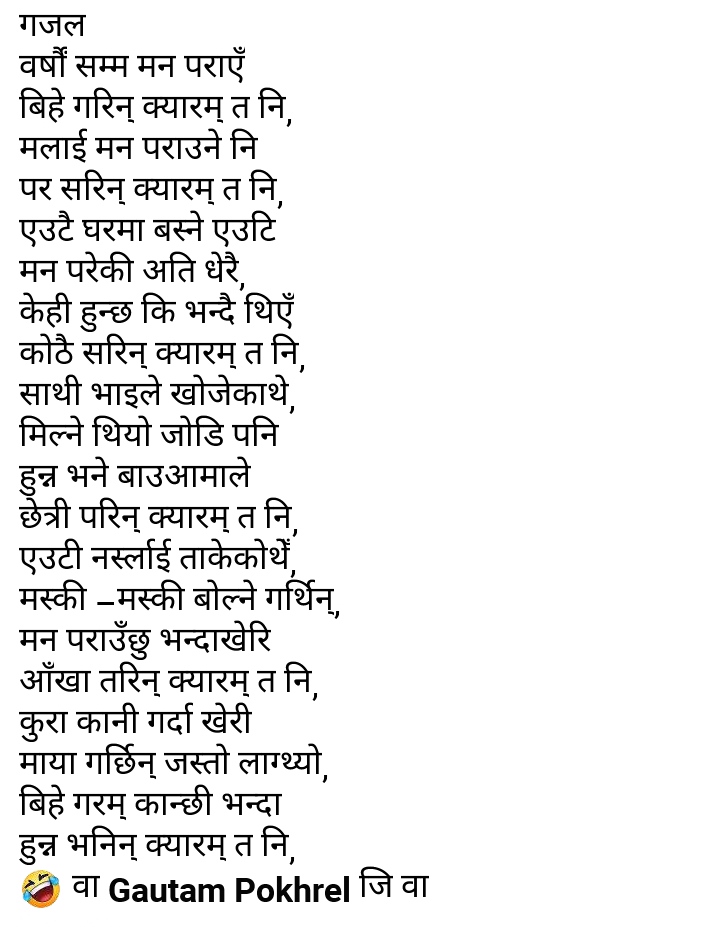 गजल
वर्षौं सम्म मन पराएँ
बिहे गरिन् क्यारम् त नि,
मलाई मन पराउने नि
पर सरिन् क्यारम् त नि,
एउटै घरमा बस्ने एउटि
मन परेकी अति धेरै,
केही हुन्छ कि भन्दै थिएँ
कोठै सरिन् क्यारम् त नि,
साथी भाइले खोजेकाथे,
मिल्ने थियो जोडि पनि
हुन्न भने बाउआमाले
छेत्री परिन् क्यारम् त नि,
एउटी नर्स्लाई ताकेकोथेंँ,
मस्की –मस्की बोल्ने गर्थिन्,
मन पराउँछु भन्दाखेरि
आँखा तरिन् क्यारम् त नि,
कुरा कानी गर्दा खेरी
माया गर्छिन् जस्तो लाग्थ्यो,
बिहे गरम् कान्छी भन्दा
हुन्न भनिन् क्यारम् त नि,
🤣 वा Gautam Pokhrel जि वा